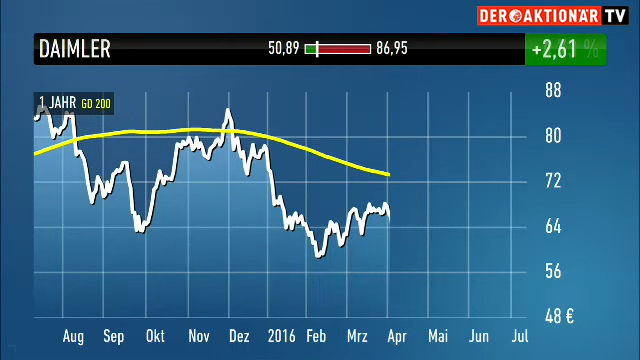 DER AKTIONÄR TV
DAIMLER 50,89 86,95 +2,61 %
1 JAHR GD 200
88
80
72
64
56
48 €
Aug Sep Okt Nov Dez 2016 Feb Mrz Apr Mai Jun Jul